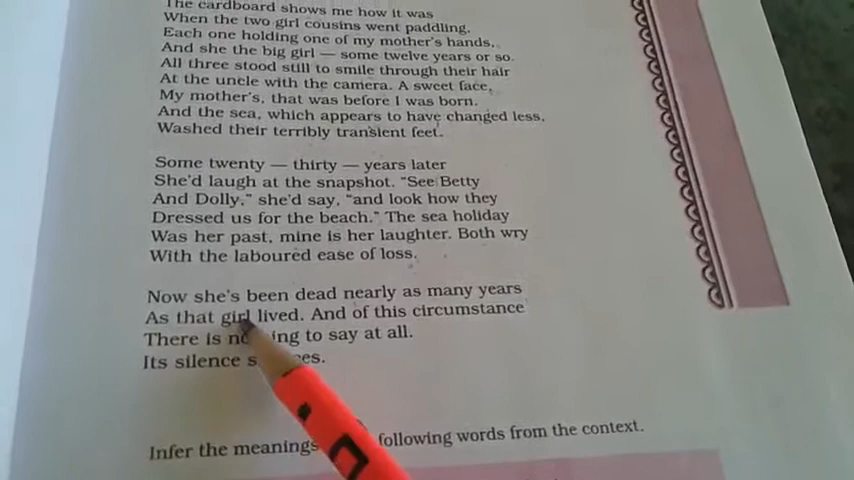 The cardboard shows me how it was
When the two girl cousins went paddling,
Each one holding one of my mother's hands,
And she the big girl — some twelve years or so.
All three stood still to smile through their hair
At the uncle with the camera. A sweet face,
My mother's, that was before I was born.
And the sea, which appears to have changed less,
Washed their terribly transient feet.
Some twenty — thirty — years later
She'd laugh at the snapshot. “See Betty
And Dolly,” she'd say, “and look how they
Dressed us for the beach.” The sea holiday
Was her past, mine is her laughter. Both wry
With the laboured ease of loss.
Now she's been dead nearly as many years
As that girl lived. And of this circumstance
There is to say at all.
Its silence
Infer the meanings following words from the context.